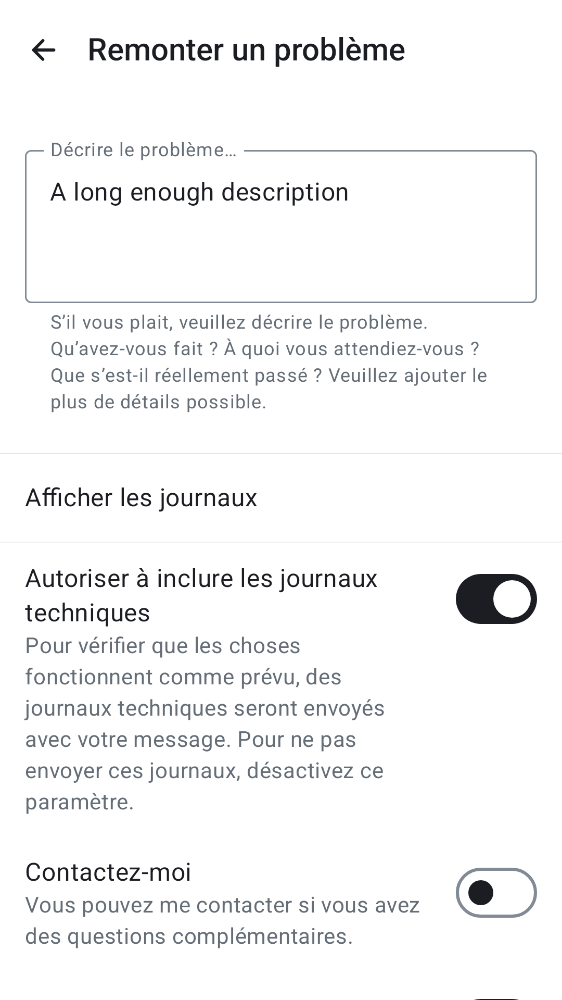 Remonter un problème
Décrire le problème…
A long enough description
S’il vous plait, veuillez décrire le problème.
Qu’avez-vous fait ? À quoi vous attendiez-vous ?
Que s’est-il réellement passé ? Veuillez ajouter le
plus de détails possible.
Afficher les journaux
Autoriser à inclure les journaux
techniques
Pour vérifier que les choses
fonctionnent comme prévu, des
journaux techniques seront envoyés
avec votre message. Pour ne pas
envoyer ces journaux, désactivez ce
paramètre.
Contactez-moi
Vous pouvez me contacter si vous avez
des questions complémentaires.